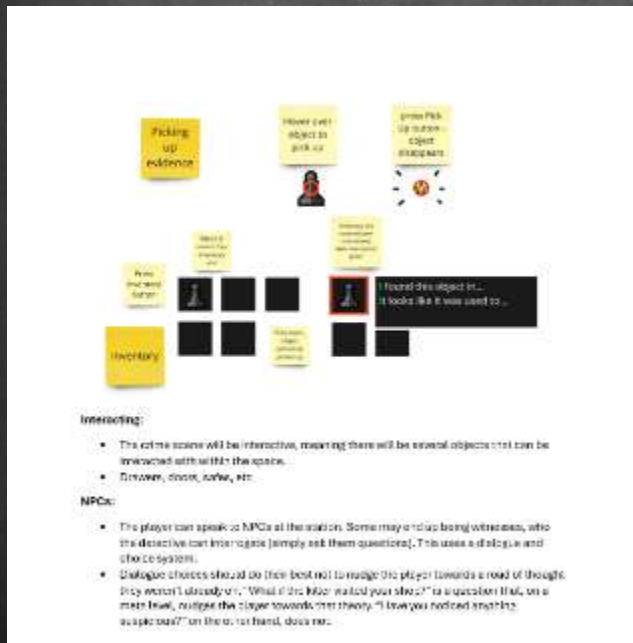 Picking
up
evidence
Hover over
object to
pick up
press Pick
Up button -
object
disappears
Press
inventory
button
I found this object in...
It looks like it was used to...
Inventory
Interacting:
• The crime scene will be interactive, meaning there will be several objects that can be
interacted with within the space.
• Drawers, doors, safes, etc
NPCs:
• The player can speak to NPCs at the station. Some may end up being witnesses, who
the detective can interrogate (simply ask them questions). This uses a dialogue and
choice system.
• Dialogue choices should do their best not to nudge the player towards a road of thought
they weren't already on. "What if the killer visited your shop?" is a question that, on a
meta level, nudges the player towards that theory. "Have you noticed anything
suspicious?" on the other hand, does not.